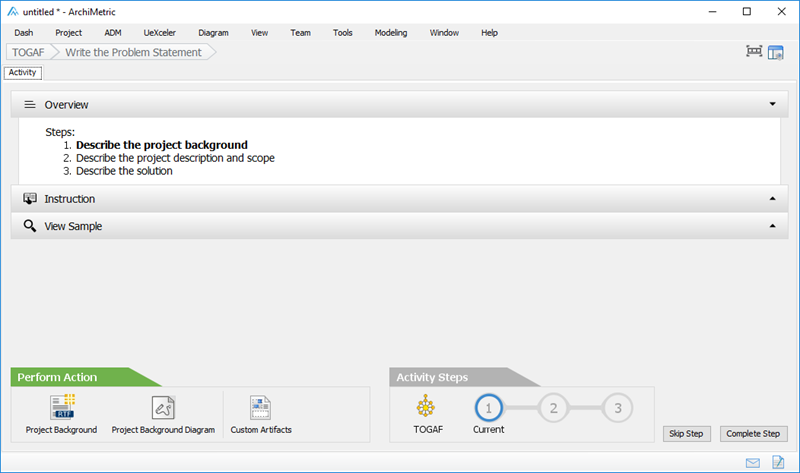 untitled * - ArchiMetric
Dash Project ADM UeXceler Diagram View Team Tools Modeling Window Help
TOGAF Write the Problem Statement
Activity
Overview
Steps:
1. Describe the project background
2. Describe the project description and scope
3. Describe the solution
Instruction
View Sample
Perform Action
RTF
Project Background
Project Background Diagram
Custom Artifacts
Activity Steps
1 2 3
TOGAF Current
Skip Step
Complete Step